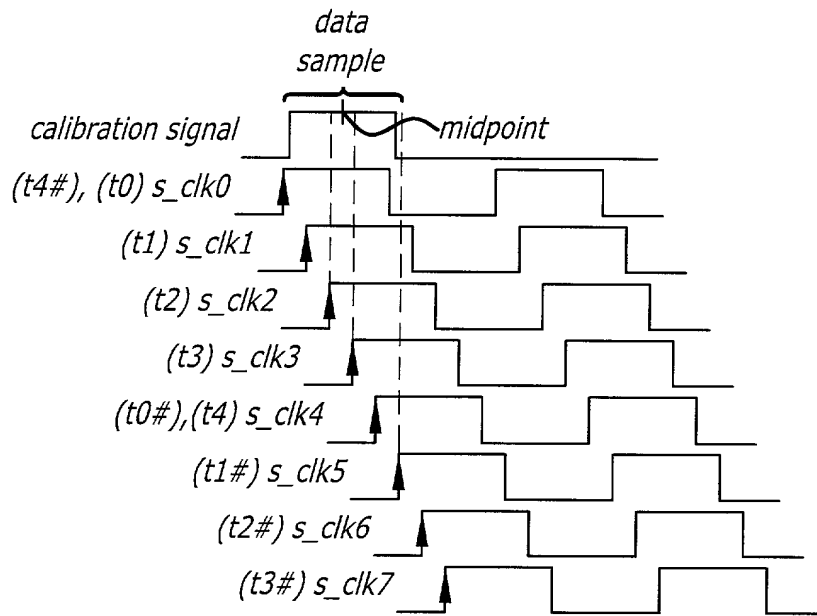 data
sample
calibration signal
midpoint
(t4#), (t0) s_clk0
(t1) s_clk1
(t2) s_clk2
(t3) s_clk3
(t0#),(t4) s_clk4
(t1#) s_clk5
(t2#) s_clk6
(t3#) s_clk7